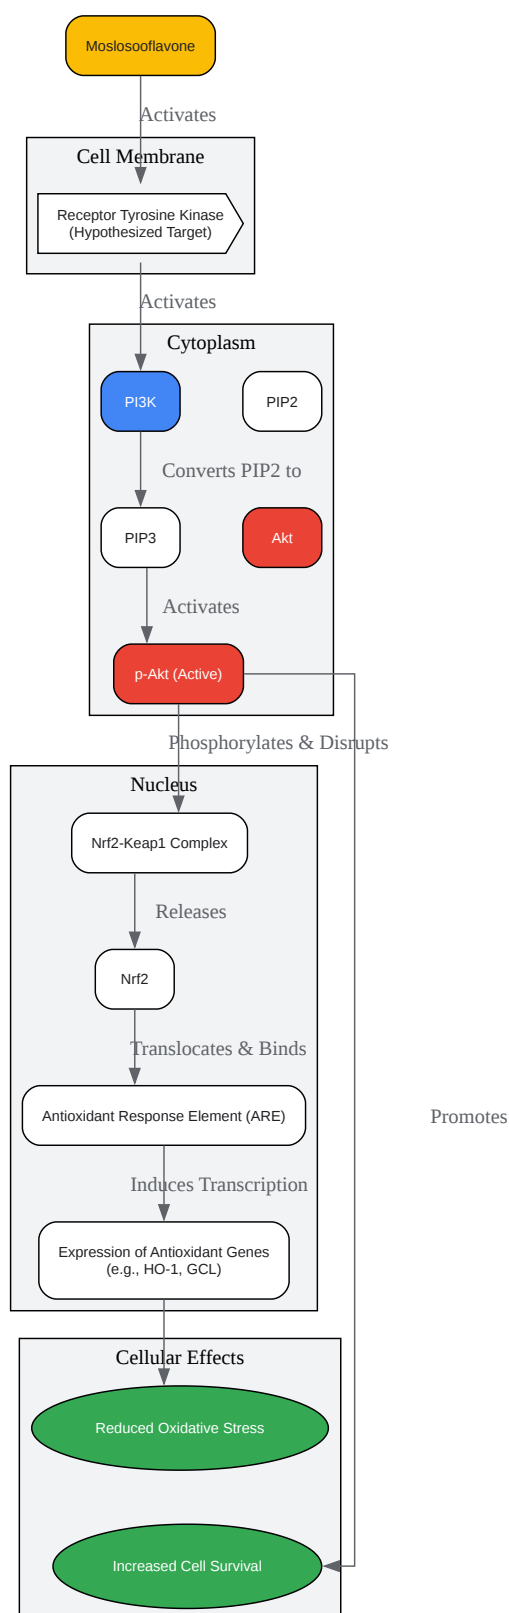 Moslosooflavone
Activates
Cell Membrane
Receptor Tyrosine Kinase
(Hypothesized Target)
Activates
Cytoplasm
PI3K
PIP2
Converts PIP2 to
PIP3
Akt
Activates
p-Akt (Active)
Phosphorylates & Disrupts
Nucleus
Nrf2-Keap1 Complex
Releases
Nrf2
Translocates & Binds
Antioxidant Response Element (ARE)
Promotes
Induces Transcription
Expression of Antioxidant Genes
(e.g., HO-1, GCL)
Cellular Effects
Reduced Oxidative Stress
Increased Cell Survival